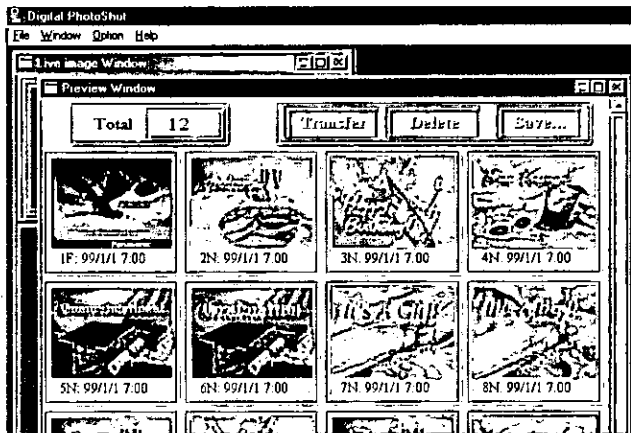 Digital PhotoShut
File Window Option Help
Live image Window
Preview Window
Total 12 Transfer Delete Save...
1F: 99/1/1 7:00 2N: 99/1/1 7:00 3N: 99/1/1 7:00 4N: 99/1/1 7:00
It's A Girl!
5N: 99/1/1 7:00 6N: 99/1/1 7:00 7N: 99/1/1 7:00 8N: 99/1/1 7:00